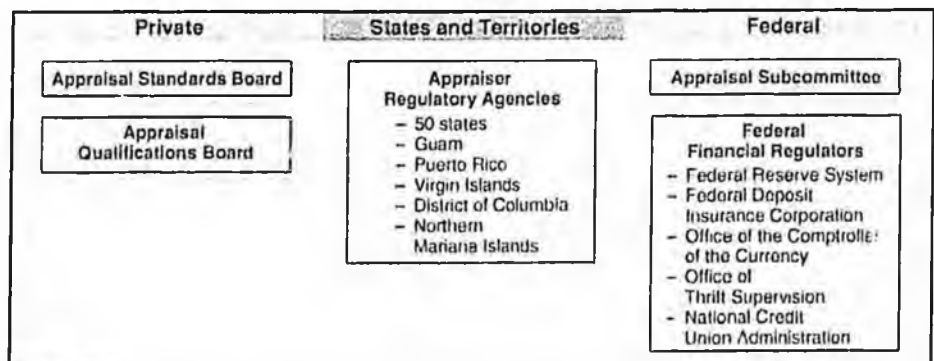 Private
States and Territories
Federal
Appraisal Standards Board
Appraisal
Qualifications Board
Appraiser
Regulatory Agencies
– 50 states
– Guam
– Puerto Rico
– Virgin Islands
– District of Columbia
– Northern
Mariana Islands
Appraisal Subcommittee
Federal
Financial Regulators
– Federal Reserve System
– Federal Deposit
Insurance Corporation
– Office of the Comptroller
of the Currency
– Office of
Thrift Supervision
– National Credit
Union Administration